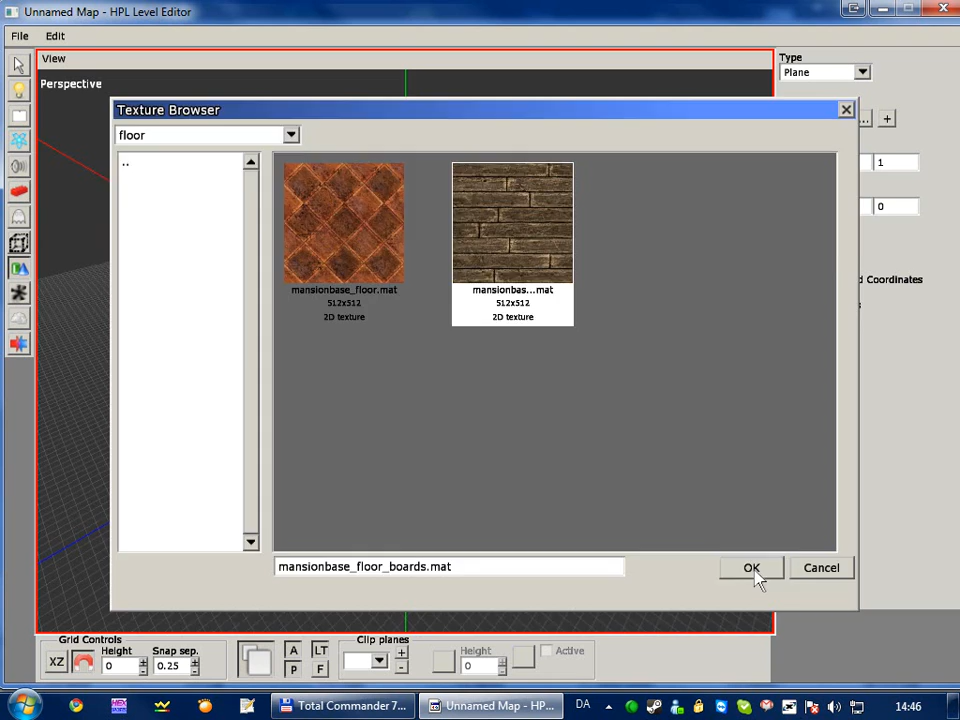 Unnamed Map - HPL Level Editor
File Edit
View
Type
Plane
Perspective
Texture Browser
floor
..
... +
1
0
mansionbase_floor.mat
512x512
2D texture
mansionbas...mat
512x512
2D texture
d Coordinates
s
mansionbase_floor_boards.mat
OK
Cancel
Grid Controls
Height
Snap sep.
XZ
0
0.25
A
LT
P
F
Clip planes
+
-
Height
0
Active
Total Commander 7...
Unnamed Map - HP...
DA
14:46